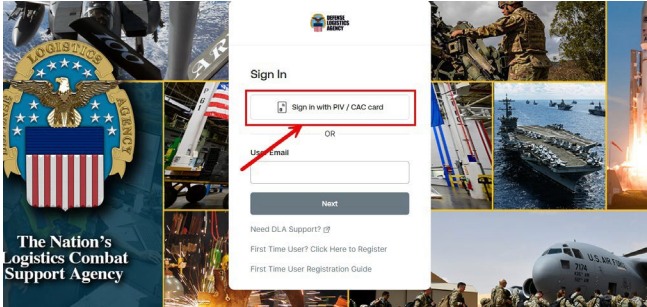 DEFENSE
LOGISTICS
AGENCY
LOGISTICS
AGENCY
Sign In
Sign in with PIV / CAC card
OR
User Email
Next
Need DLA Support?
First Time User? Click Here to Register
First Time User Registration Guide
The Nation's
Logistics Combat
Support Agency
U.S. AIR FORCE